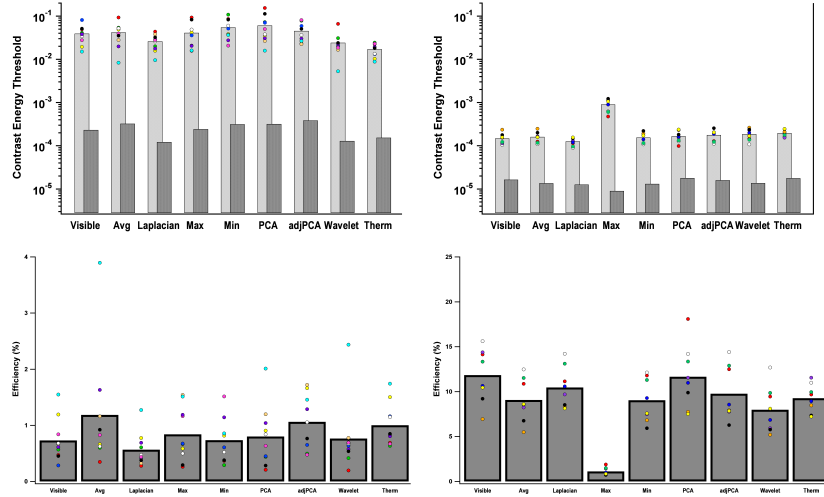 Contrast Energy Threshold
10⁻¹
10⁻²
10⁻³
10⁻⁴
10⁻⁵
Visible Avg Laplacian Max Min PCA adjPCA Wavelet Therm
Contrast Energy Threshold
10⁻¹
10⁻²
10⁻³
10⁻⁴
10⁻⁵
Visible Avg Laplacian Max Min PCA adjPCA Wavelet Therm
Efficiency (%)
4
3
2
1
0
Visible Avg Laplacian Max Min PCA adjPCA Wavelet Therm
Efficiency (%)
25
20
15
10
5
0
Visible Avg Laplacian Max Min PCA adjPCA Wavelet Therm